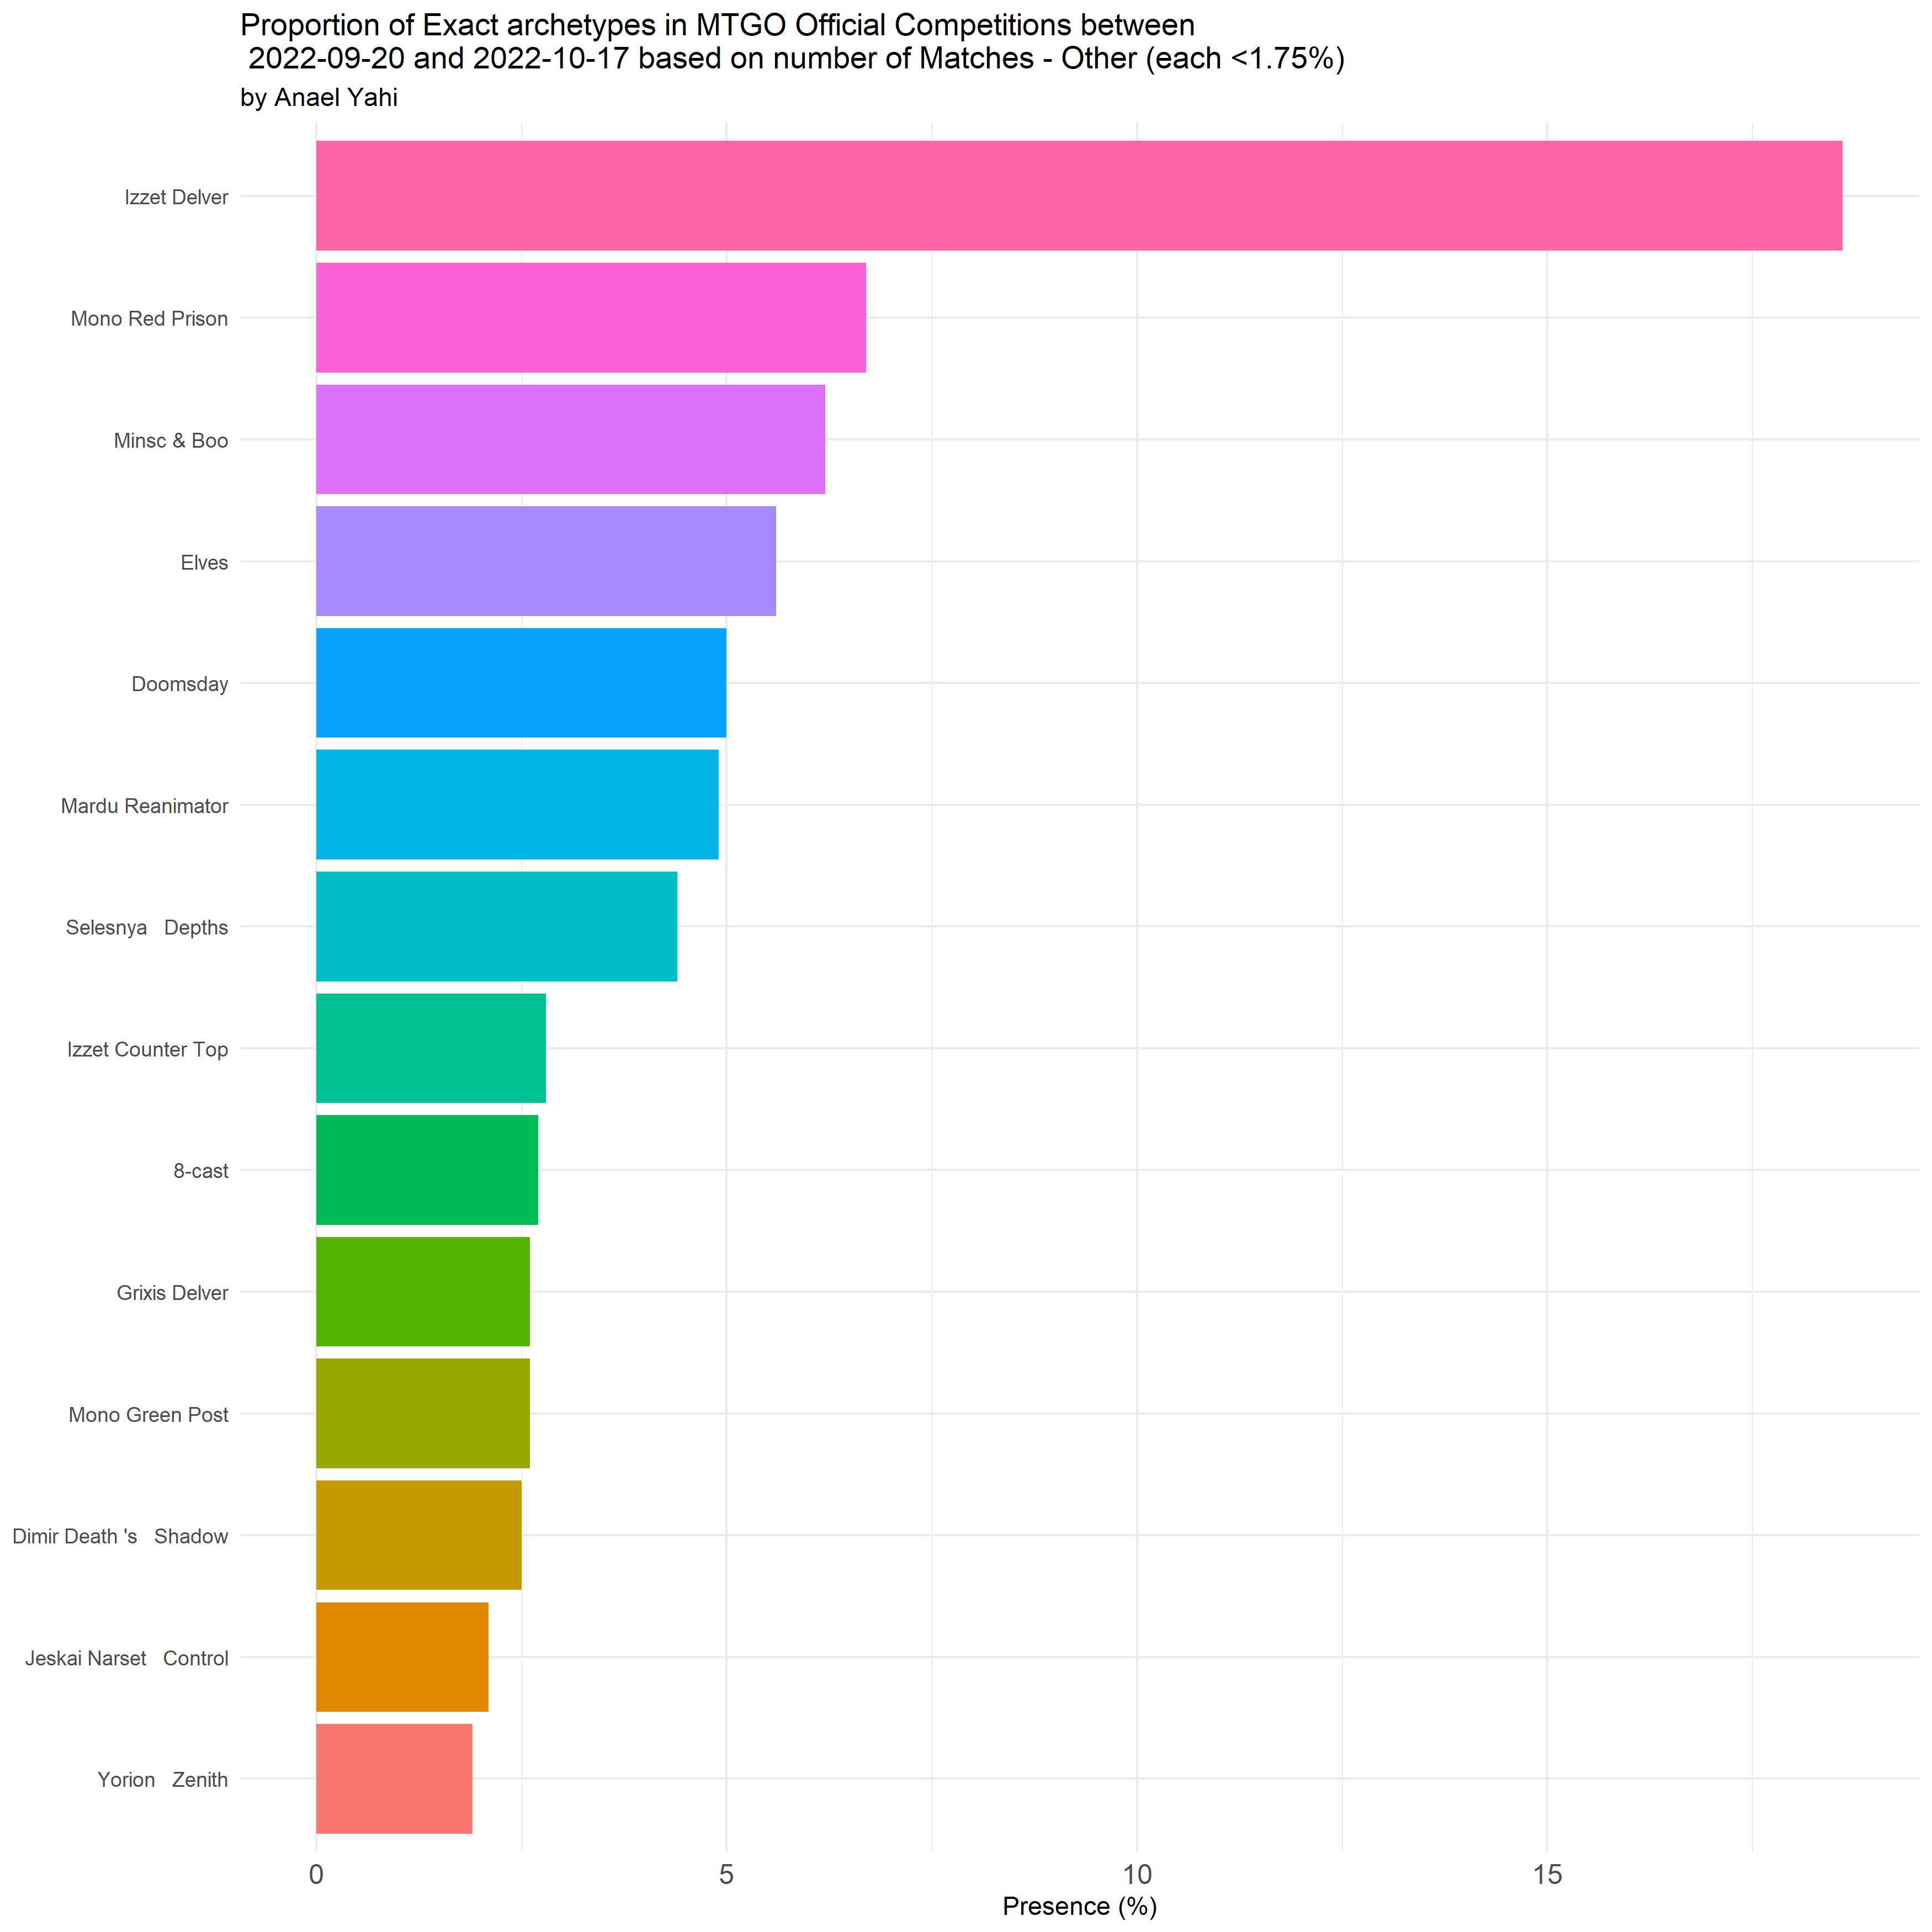 Proportion of Exact archetypes in MTGO Official Competitions between
2022-09-20 and 2022-10-17 based on number of Matches - Other (each <1.75%)
by Anael Yahi
Izzet Delver
Mono Red Prison
Minsc & Boo
Elves
Doomsday
Mardu Reanimator
Selesnya   Depths
Izzet Counter Top
8-cast
Grixis Delver
Mono Green Post
Dimir Death 's   Shadow
Jeskai Narset   Control
Yorion   Zenith
0 5 10 15
Presence (%)